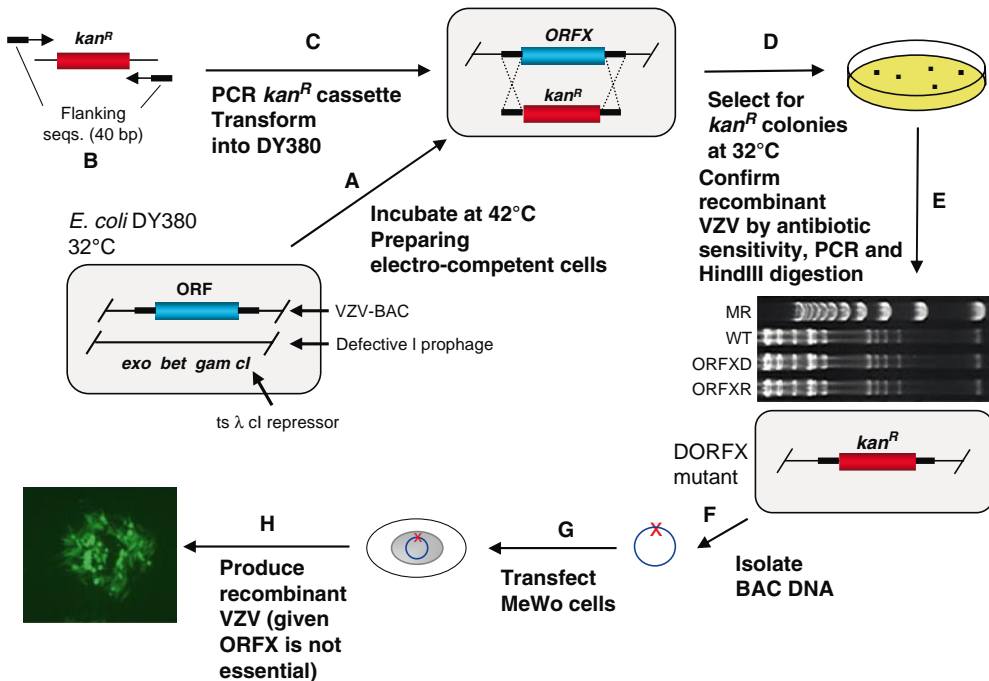 kanR
Flanking
seqs. (40 bp)
B
C
PCR kanR cassette
Transform
into DY380
ORFX
kanR
D
Select for
kanR colonies
at 32°C
Confirm
recombinant
VZV by antibiotic
sensitivity, PCR and
HindIII digestion
E
A
Incubate at 42°C
Preparing
electro-competent cells
E. coli DY380
32°C
ORF
VZV-BAC
Defective l prophage
exo bet gam cl
ts λ cl repressor
MR
WT
ORFXD
ORFXR
DORFX
mutant
kanR
F
Isolate
BAC DNA
X
G
Transfect
MeWo cells
X
H
Produce
recombinant
VZV (given
ORFX is not
essential)